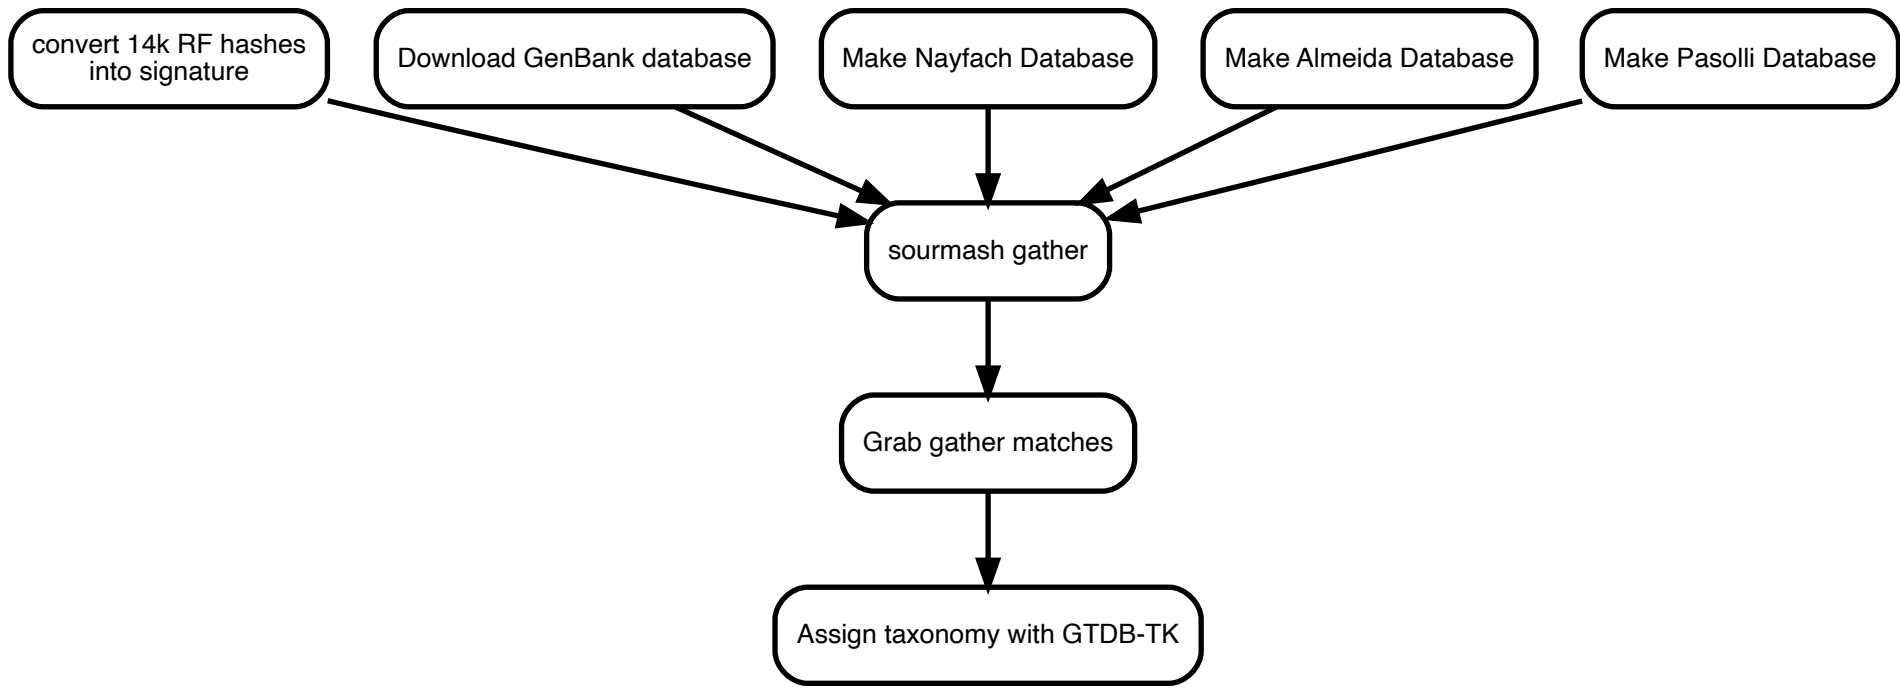 convert 14k RF hashes
into signature
Download GenBank database
Make Nayfach Database
Make Almeida Database
Make Pasolli Database
sourmash gather
Grab gather matches
Assign taxonomy with GTDB-TK